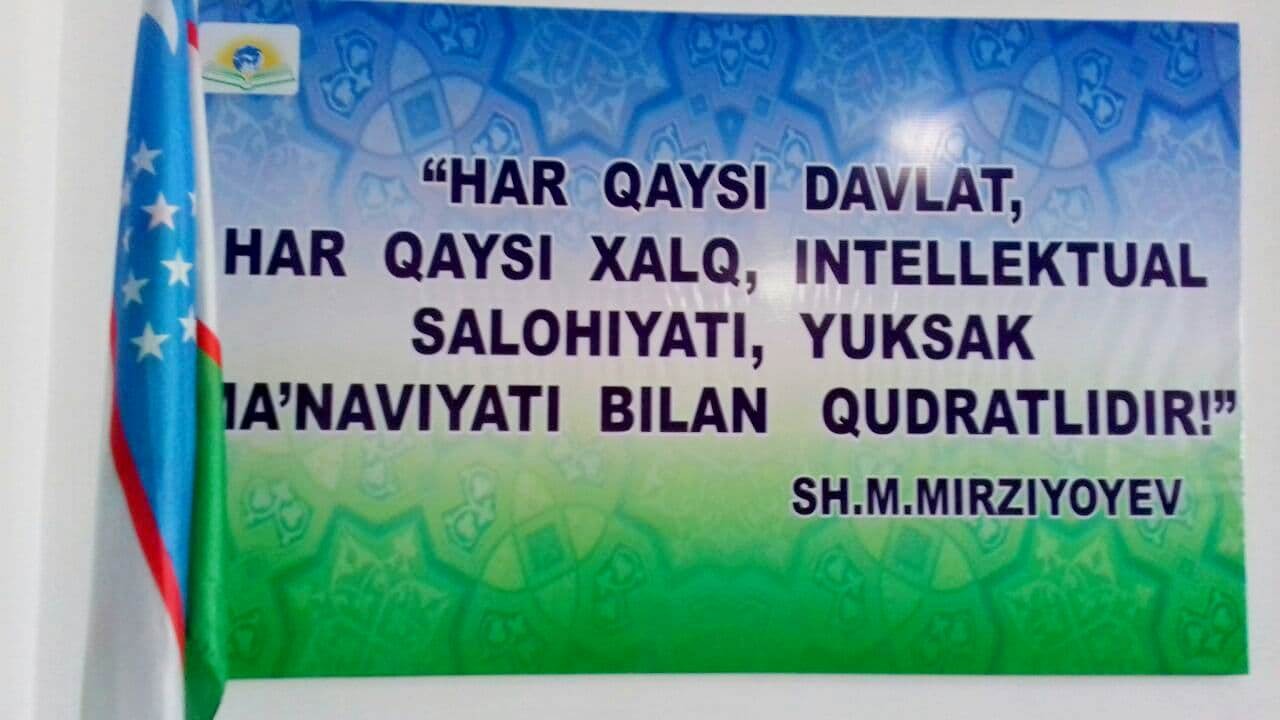 “HAR QAYSI DAVLAT,
HAR QAYSI XALQ, INTELLEKTUAL
SALOHIYATI, YUKSAK
MA’NAVIYATI BILAN QUDRATLIDIR!”
SH.M.MIRZIYOYEV